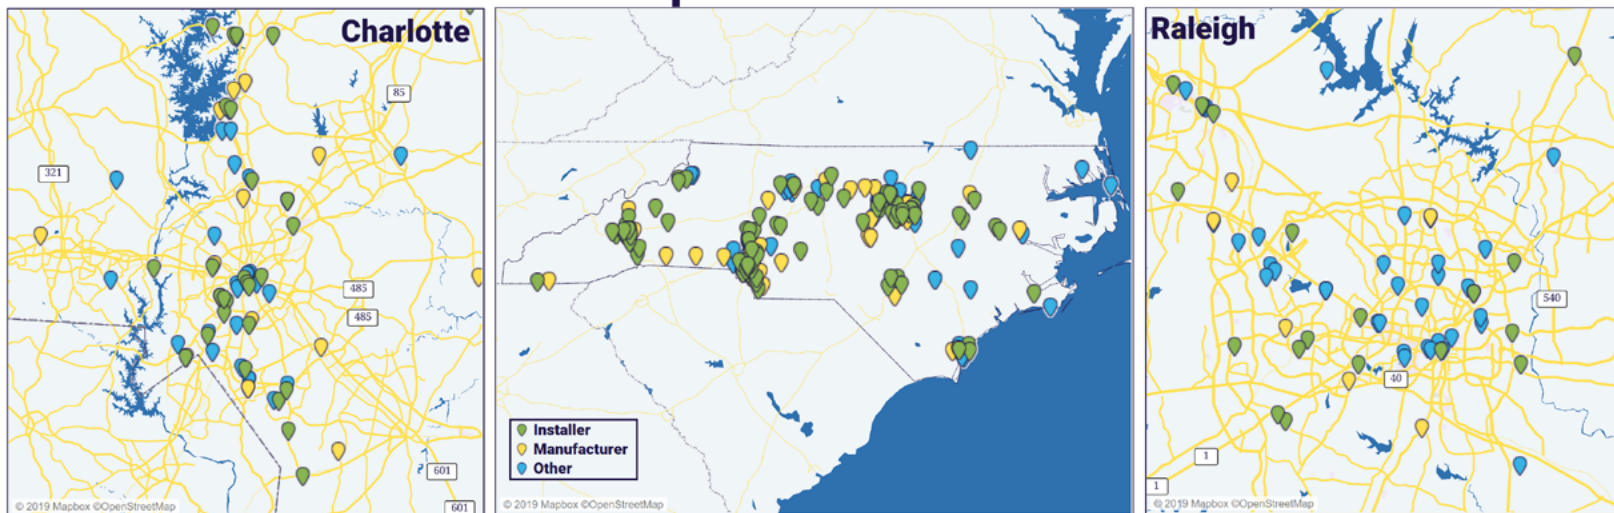 Charlotte
85
321
485
485
601
601
© 2019 Mapbox ©OpenStreetMap
Installer
Manufacturer
Other
© 2019 Mapbox ©OpenStreetMap
Raleigh
540
40
1
1
© 2019 Mapbox ©OpenStreetMap